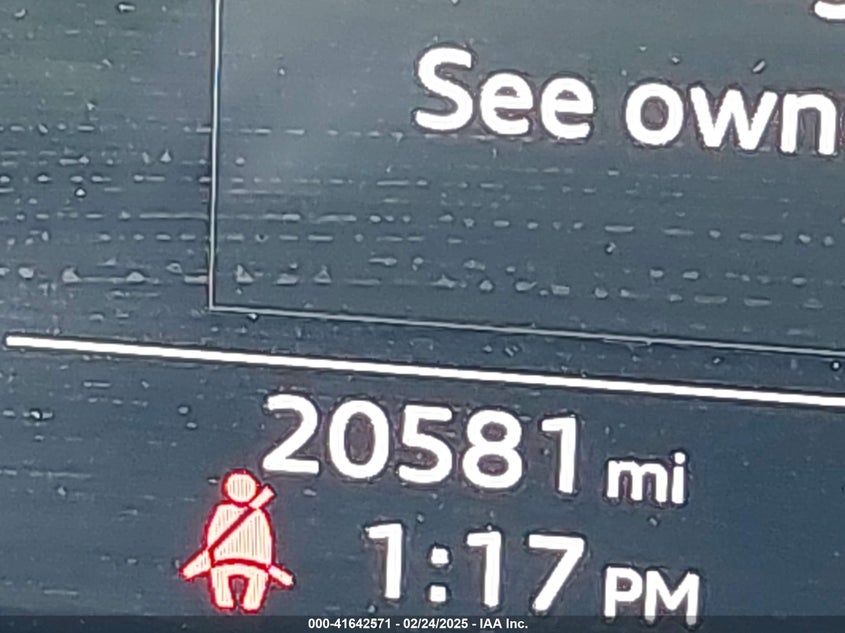 See own
20581 mi
1:17 PM
000-41642571 - 02/24/2025 - IAA Inc.